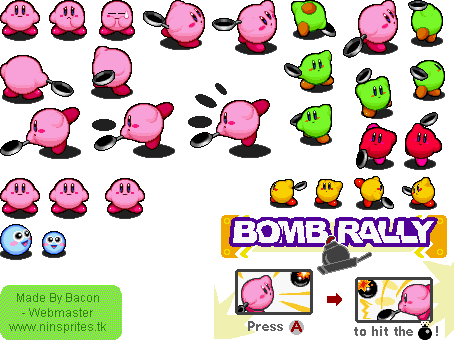 BOMB RALLY
Made By Bacon
- Webmaster
www.ninsprites.tk
Press A
to hit the !